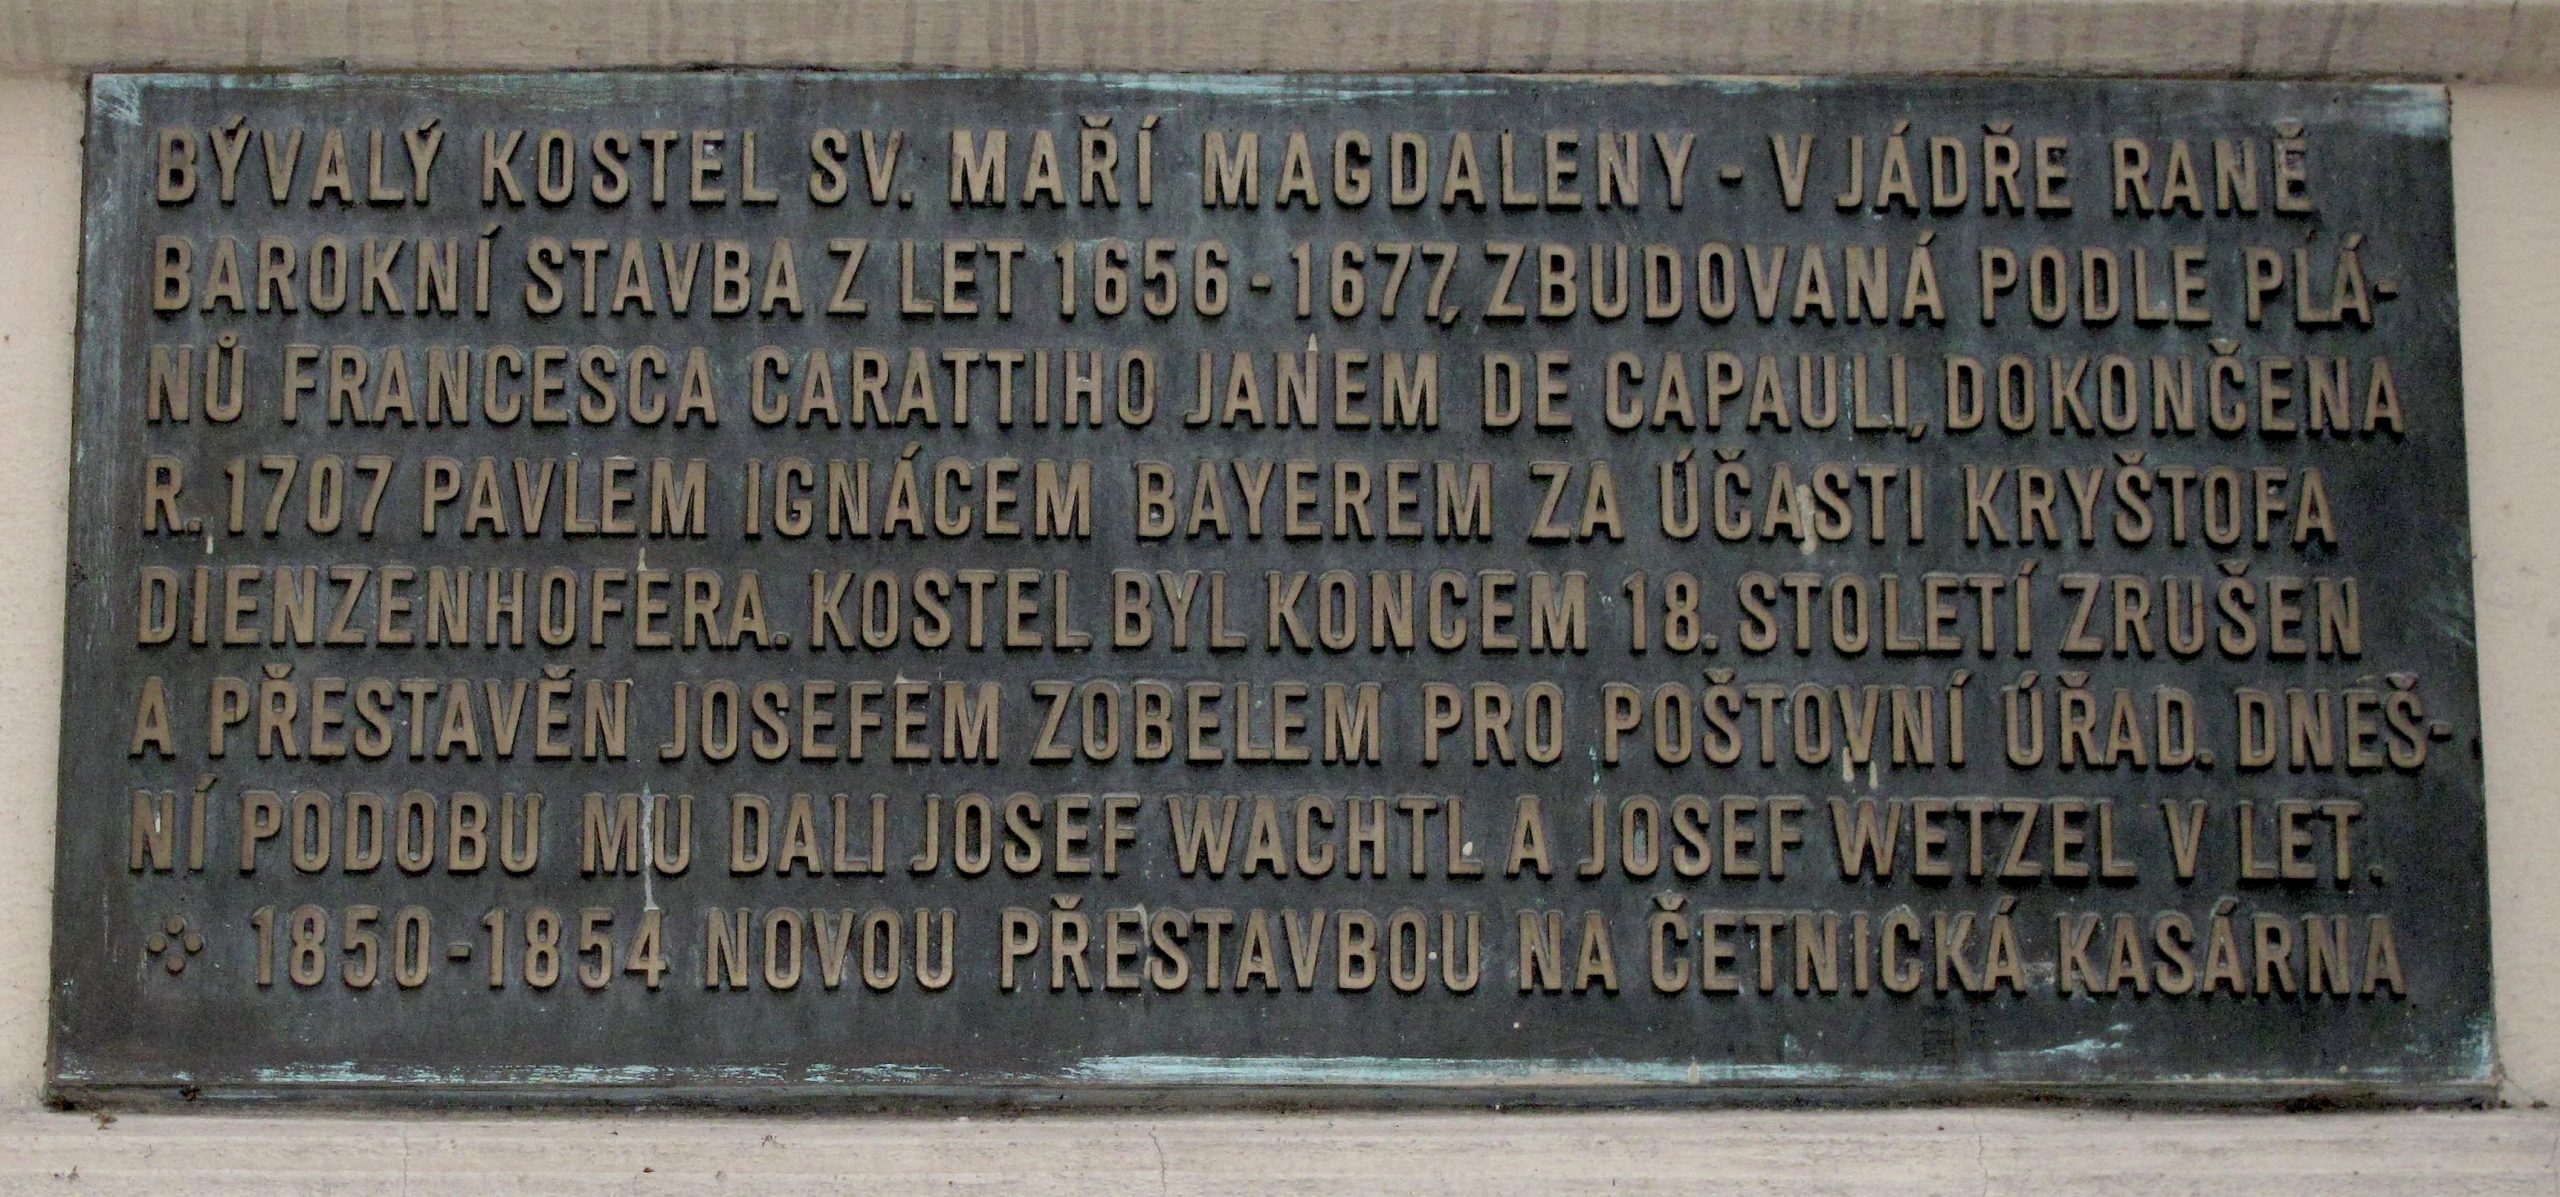 BÝVALÝ KOSTEL SV. MAŘÍ MAGDALENY - V JÁDŘE RANĚ
BAROKNÍ STAVBA Z LET 1656 - 1677, ZBUDOVANÁ PODLE PLÁ-
NŮ FRANCESCA CARATTIHO JANEM DE CAPAULI, DOKONČENA
R. 1707 PAVLEM IGNÁCEM BAYEREM ZA ÚČASTI KRYŠTOFA
DIENZENHOFERA. KOSTEL BYL KONCEM 18. STOLETÍ ZRUŠEN
A PŘESTAVĚN JOSEFEM ZOBELEM PRO POŠTOVNÍ ÚŘAD. DNEŠ-
NÍ PODOBU MU DALI JOSEF WACHTL A JOSEF WETZEL V LET.
1850 - 1854 NOVOU PŘESTAVBOU NA ČETNICKÁ KASÁRNA